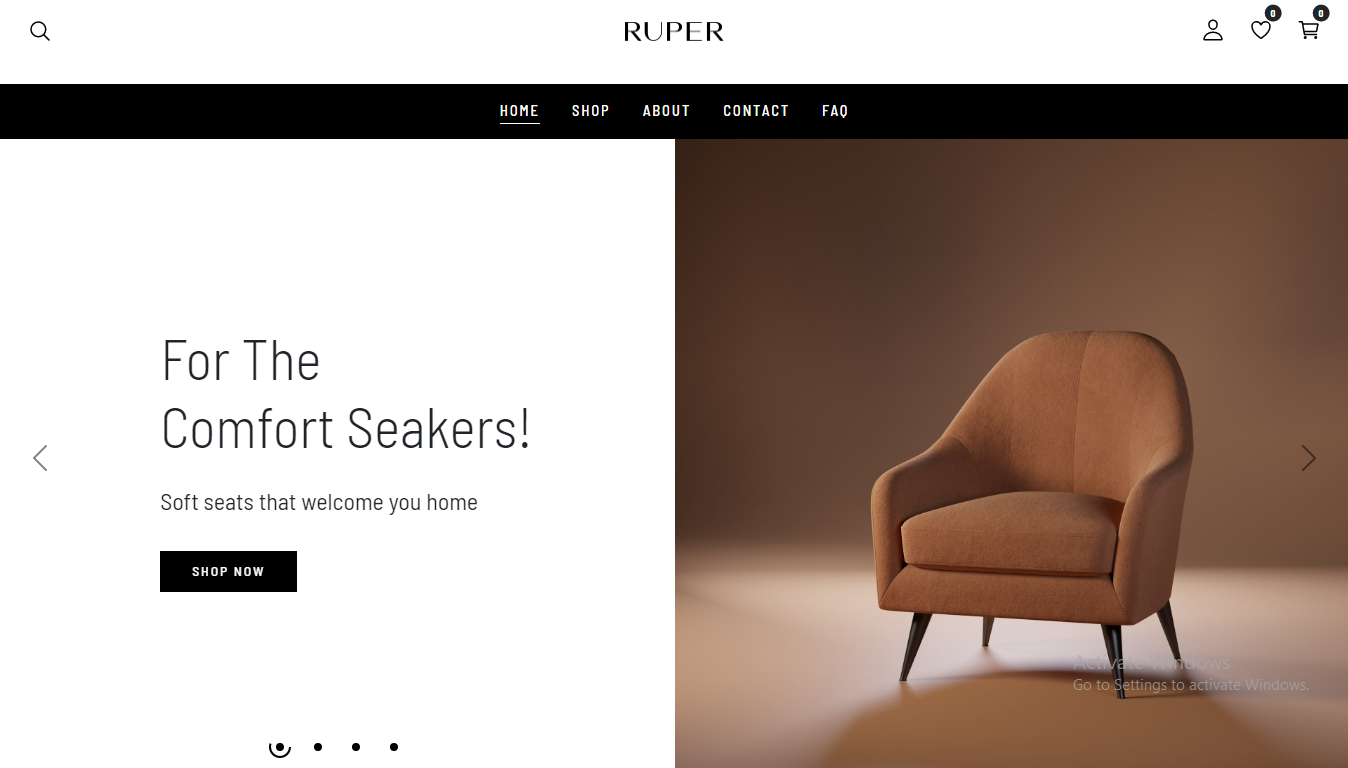 RUPER
0
0
HOME SHOP ABOUT CONTACT FAQ
For The
Comfort Seakers!
Soft seats that welcome you home
SHOP NOW
Activate Windows
Go to Settings to activate Windows.